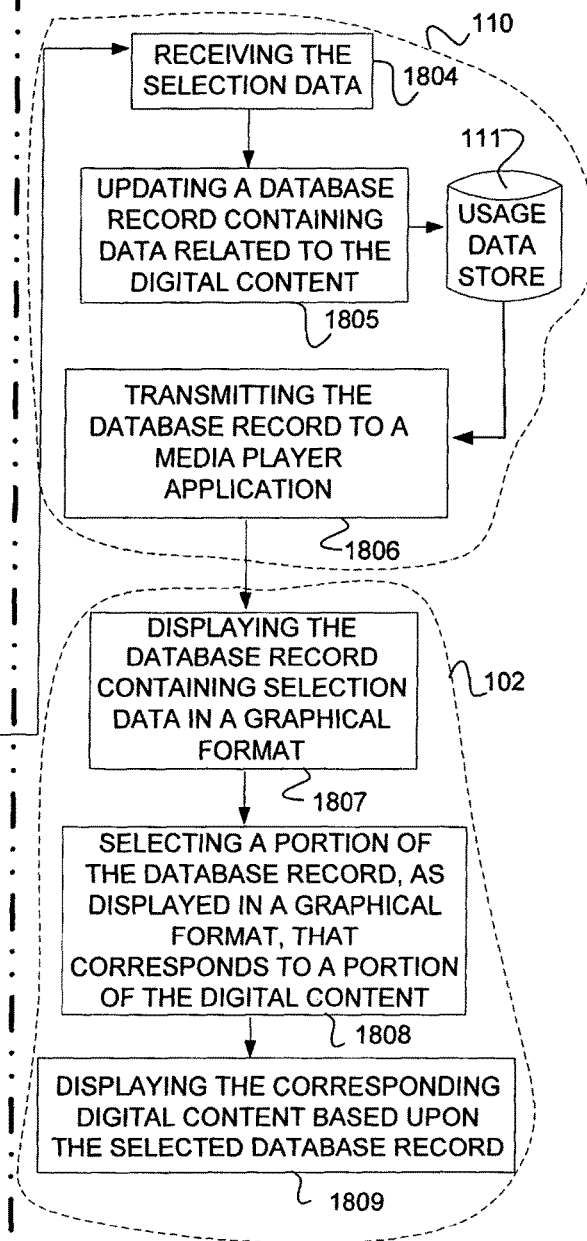 110
RECEIVING THE
SELECTION DATA
1804
111
UPDATING A DATABASE
RECORD CONTAINING
DATA RELATED TO THE
DIGITAL CONTENT
1805
USAGE
DATA
STORE
TRANSMITTING THE
DATABASE RECORD TO A
MEDIA PLAYER
APPLICATION
1806
DISPLAYING THE
DATABASE RECORD
CONTAINING SELECTION
DATA IN A GRAPHICAL
FORMAT
102
1807
SELECTING A PORTION OF
THE DATABASE RECORD, AS
DISPLAYED IN A GRAPHICAL
FORMAT, THAT
CORRESPONDS TO A PORTION
OF THE DIGITAL CONTENT
1808
DISPLAYING THE CORRESPONDING
DIGITAL CONTENT BASED UPON
THE SELECTED DATABASE RECORD
1809